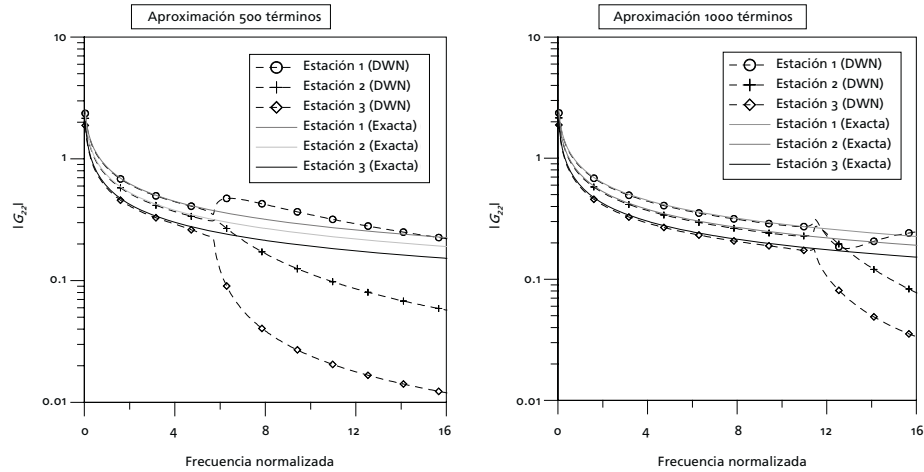 Aproximación 500 términos
10
1
0.1
0.01
|G22|
Estación 1 (DWN)
Estación 2 (DWN)
Estación 3 (DWN)
Estación 1 (Exacta)
Estación 2 (Exacta)
Estación 3 (Exacta)
0 4 8 12 16
Frecuencia normalizada
Aproximación 1000 términos
10
1
0.1
0.01
|G22|
Estación 1 (DWN)
Estación 2 (DWN)
Estación 3 (DWN)
Estación 1 (Exacta)
Estación 2 (Exacta)
Estación 3 (Exacta)
0 4 8 12 16
Frecuencia normalizada